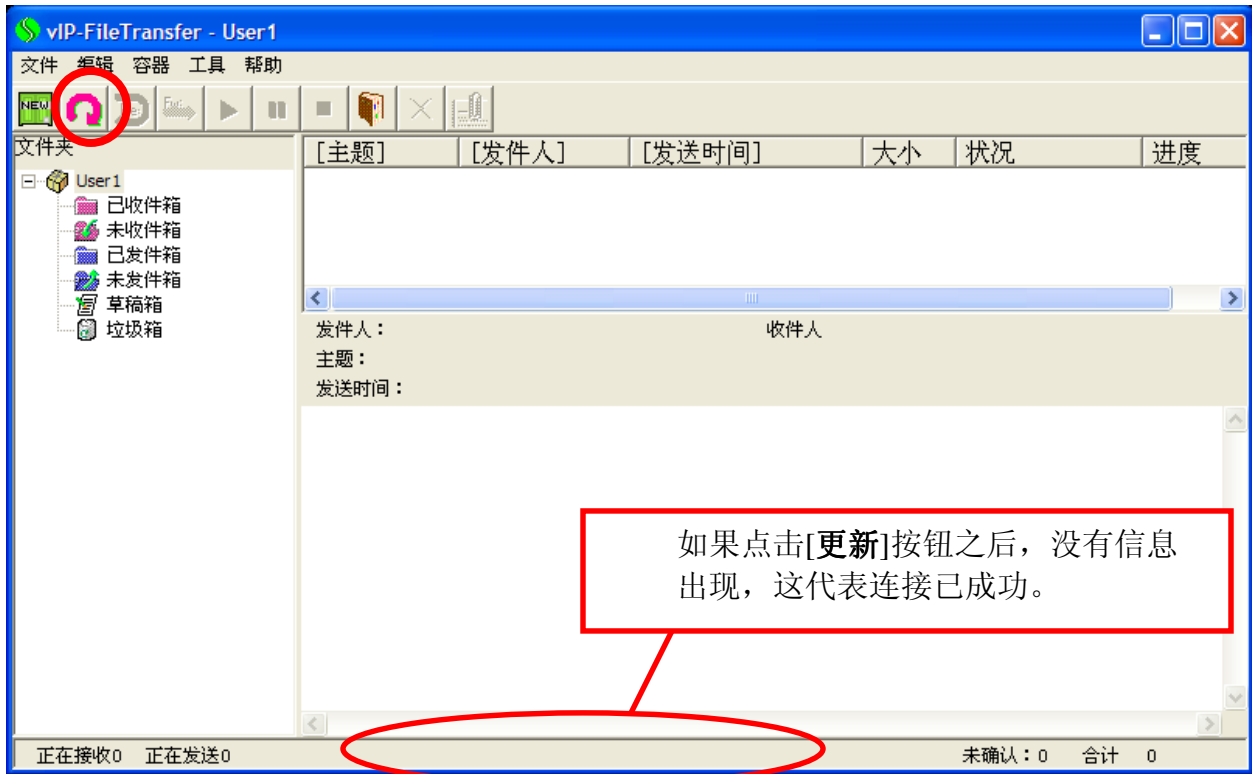 vIP-FileTransfer - User1
文件 编辑 容器 工具 帮助
NEW
文件夹
[主题] [发件人] [发送时间] 大小 状况 进度
User1
已收件箱
未收件箱
已发件箱
未发件箱
草稿箱
垃圾箱
发件人： 收件人
主题：
发送时间：
如果点击[更新]按钮之后，没有信息
出现，这代表连接已成功。
正在接收0 正在发送0 未确认：0 合计 0